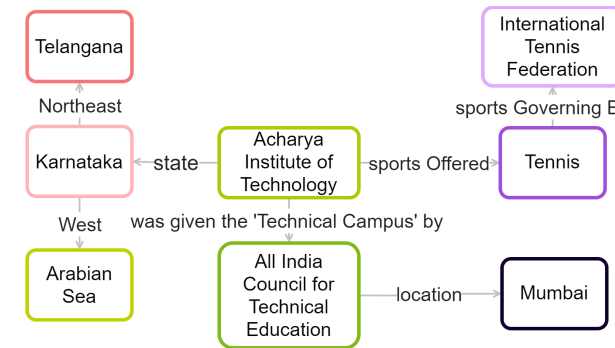 International
Tennis
Federation
Telangana
Northeast
sports Governing
Karnataka
state
Acharya
Institute of
Technology
sports Offered
Tennis
West
was given the 'Technical Campus' by
Arabian
Sea
All India
Council for
Technical
Education
location
Mumbai